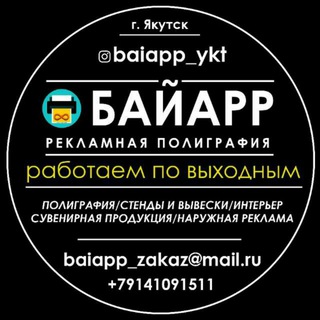 г. Якутск
baiapp_ykt
БАЙАРР
РЕКЛАМНАЯ ПОЛИГРАФИЯ
работаем по выходным
ПОЛИГРАФИЯ/СТЕНДЫ И ВЫВЕСКИ/ИНТЕРЬЕР
СУВЕНИРНАЯ ПРОДУКЦИЯ/НАРУЖНАЯ РЕКЛАМА
baiapp_zakaz@mail.ru
+79141091511